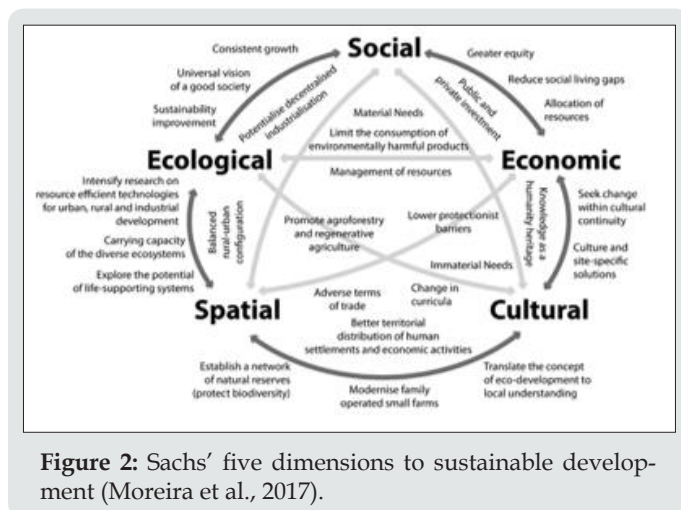 Social
Consistent growth
Greater equity
Universal vision
of a good society
Reduce social living gaps
Sustainability
improvement
Potentialise decentralised
industrialisation
Public and
private investment
Allocation of
resources
Material Needs
Limit the consumption of
environmentally harmful products
Ecological
Economic
Management of resources
Intensify research on
resource efficient technologies
for urban, rural and industrial
development
Balanced
rural-urban
configuration
Knowledge as a
humanity heritage
Seek change
within cultural
continuity
Promote agroforestry
and regenerative
agriculture
Lower protectionist
barriers
Carrying capacity
of the diverse ecosystems
Culture and
site-specific
solutions
Immaterial Needs
Explore the potential
of life-supporting systems
Adverse terms
of trade
Change in
curricula
Spatial
Cultural
Better territorial
distribution of human
settlements and economic activities
Establish a network
of natural reserves
(protect biodiversity)
Modernise family
operated small farms
Translate the concept
of eco-development to
local understanding
Figure 2: Sachs' five dimensions to sustainable develop-
ment (Moreira et al., 2017).